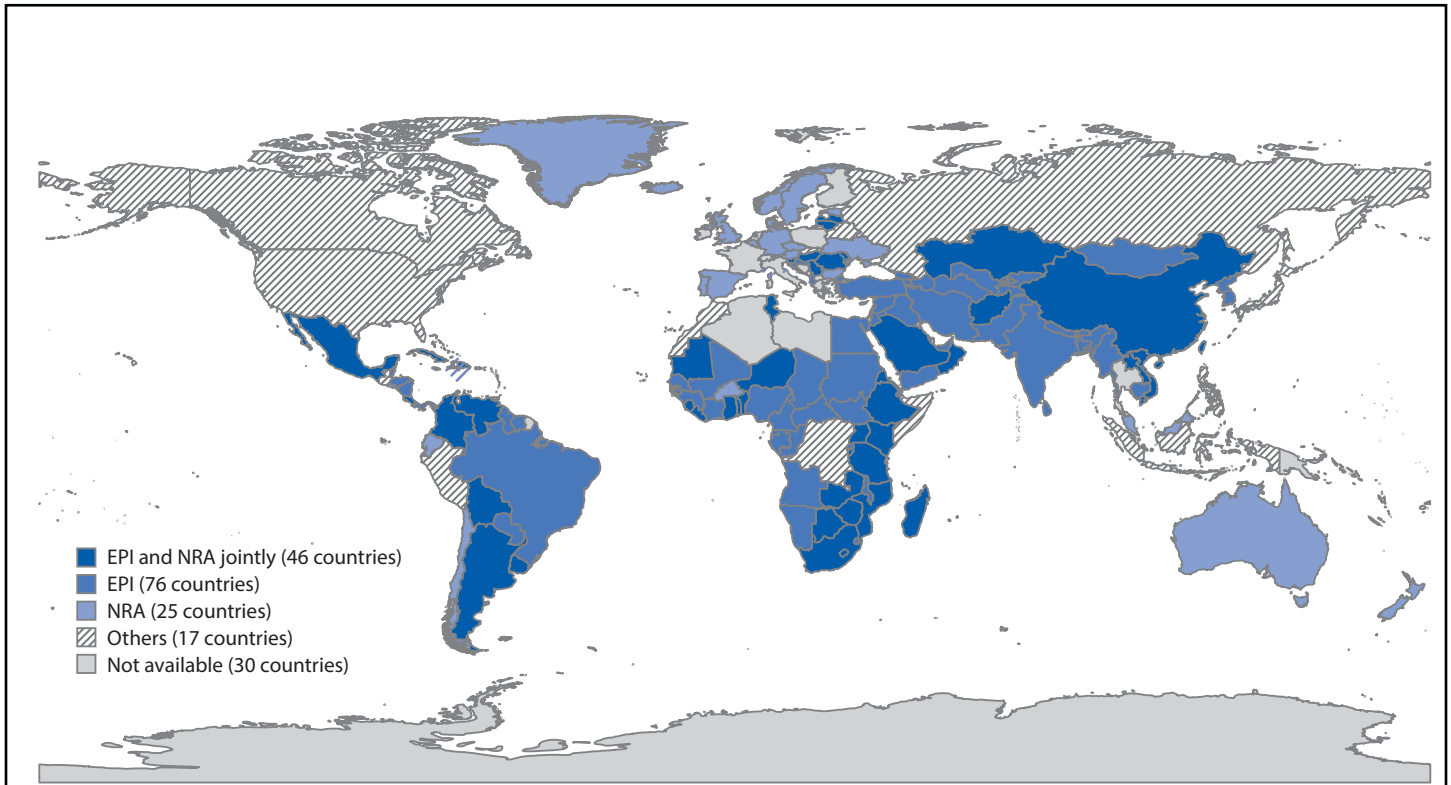 EPI and NRA jointly (46 countries)
EPI (76 countries)
NRA (25 countries)
Others (17 countries)
Not available (30 countries)